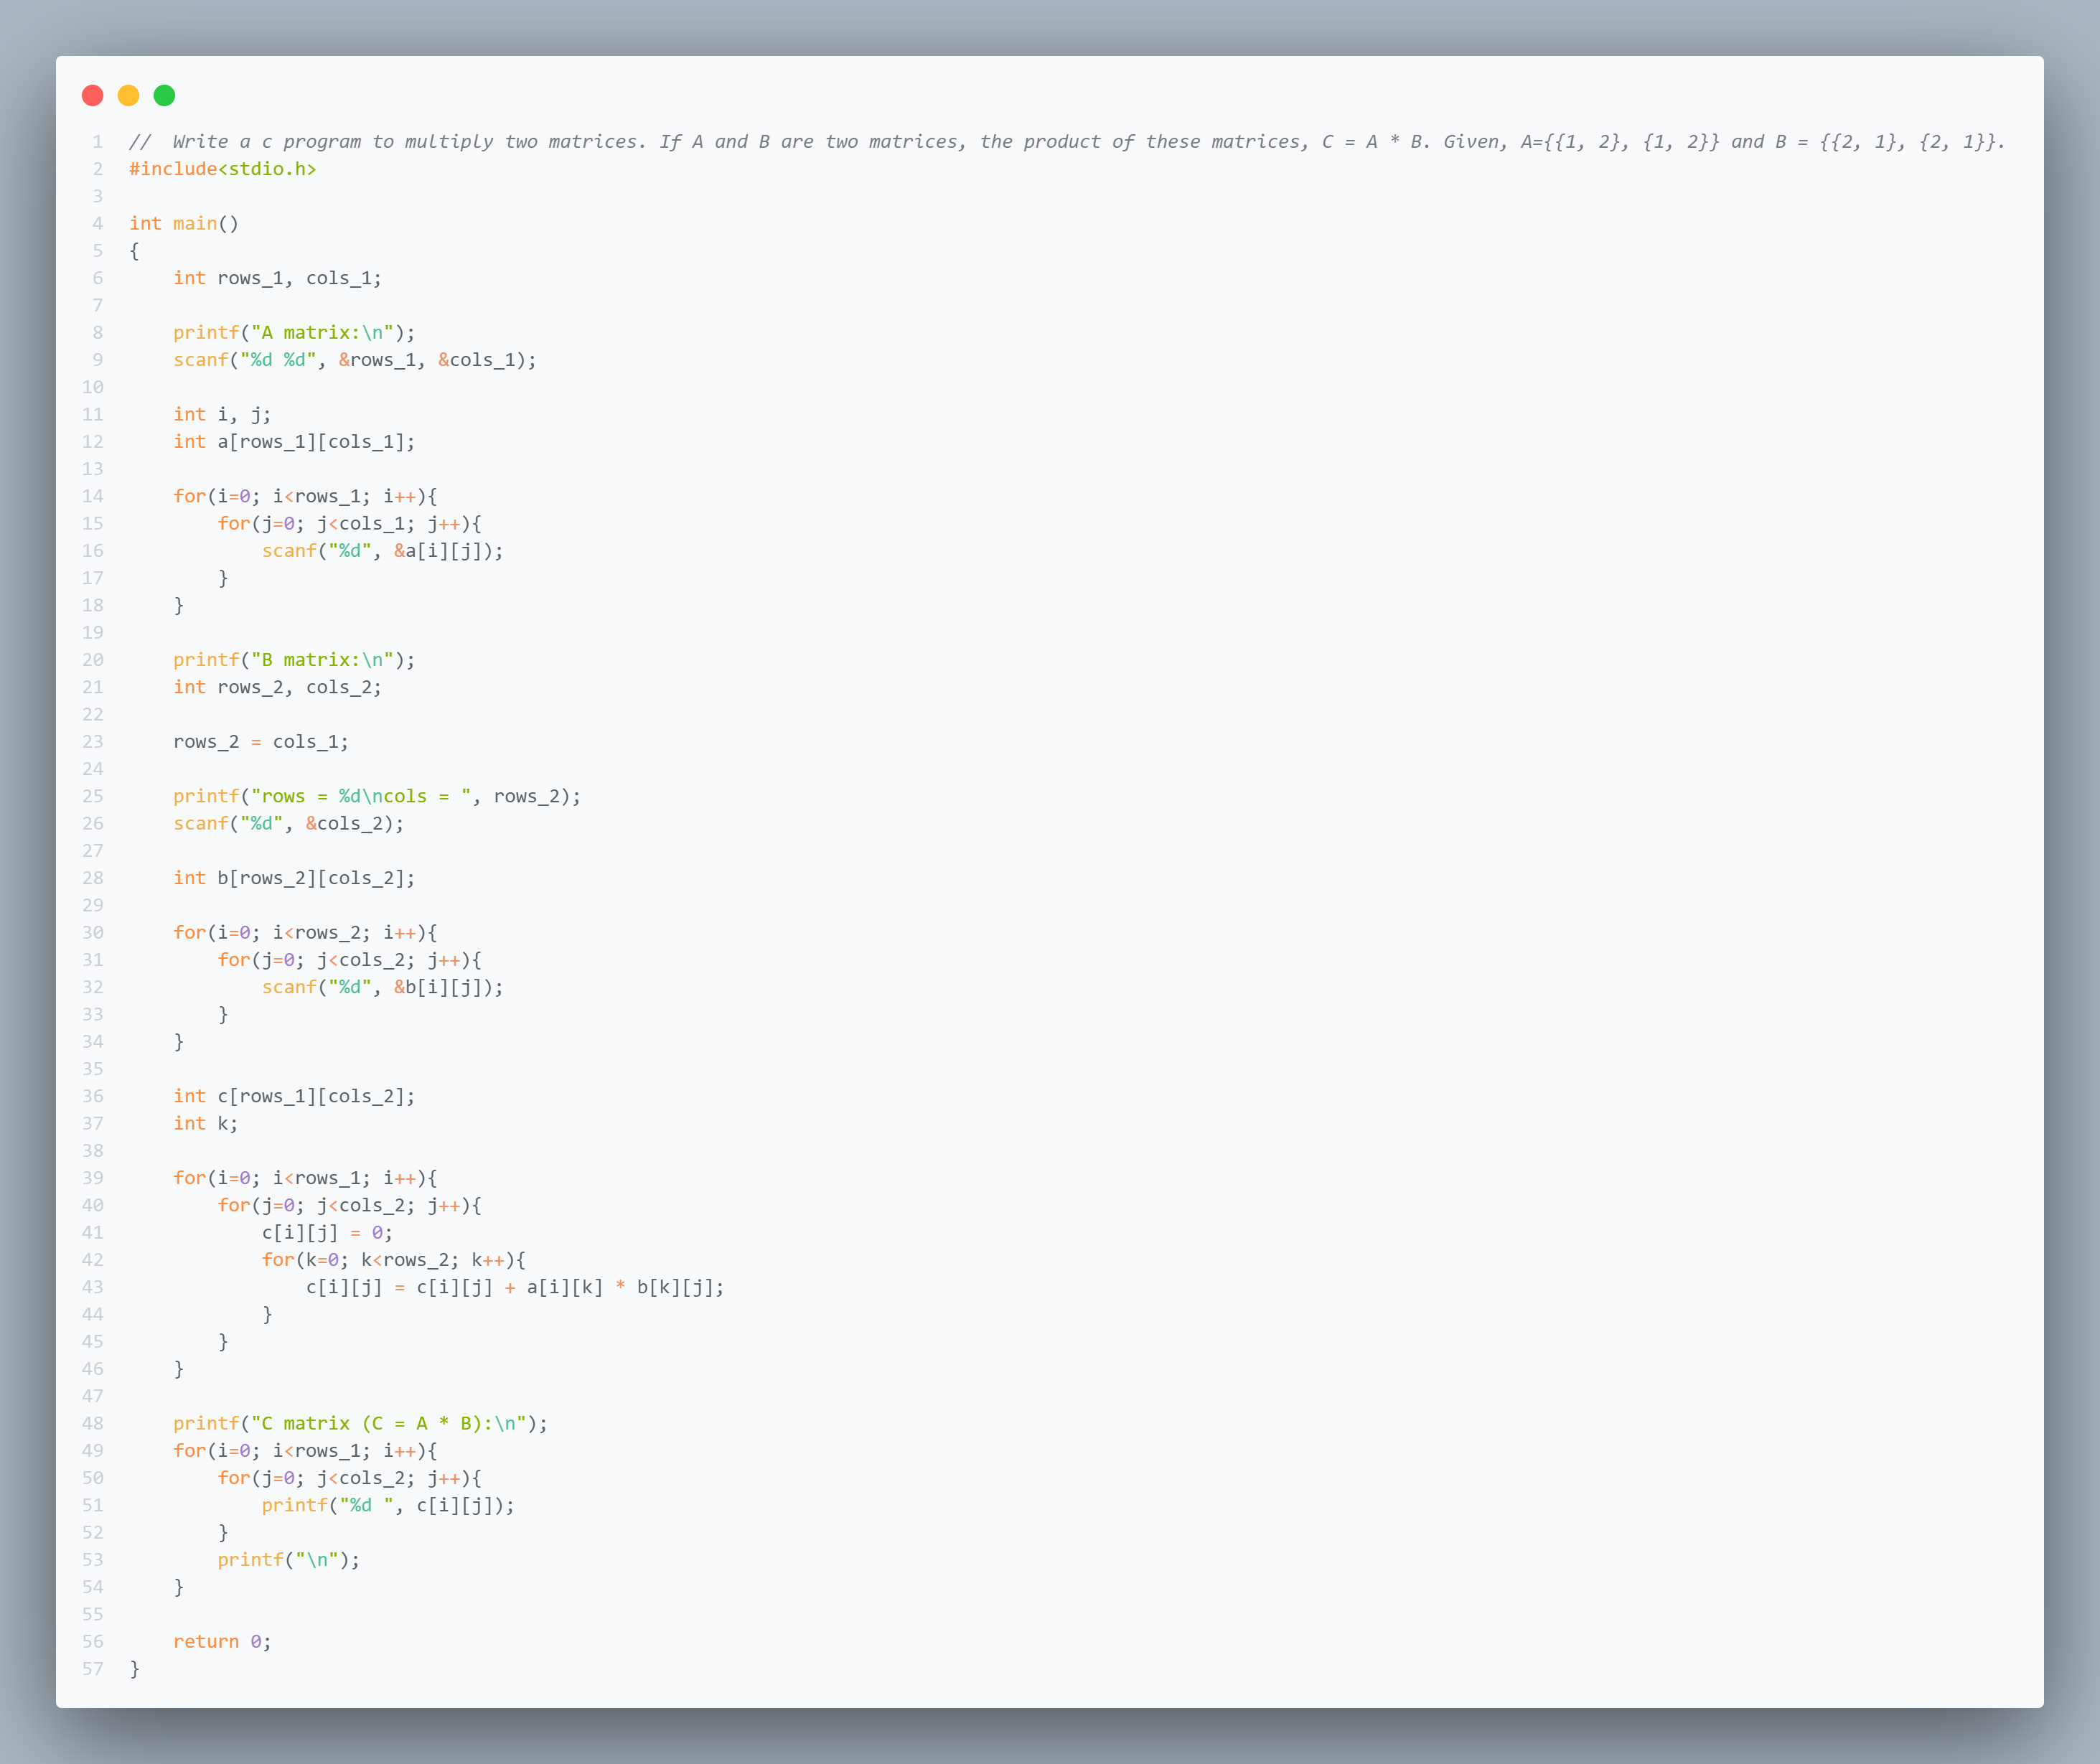 1 //  Write a c program to multiply two matrices. If A and B are two matrices, the product of these matrices, C = A * B. Given, A={{1, 2}, {1, 2}} and B = {{2, 1}, {2, 1}}.
2 #include<stdio.h>
3
4 int main()
5 {
6     int rows_1, cols_1;
7
8     printf("A matrix:\n");
9     scanf("%d %d", &rows_1, &cols_1);
10
11     int i, j;
12     int a[rows_1][cols_1];
13
14     for(i=0; i<rows_1; i++){
15         for(j=0; j<cols_1; j++){
16             scanf("%d", &a[i][j]);
17         }
18     }
19
20     printf("B matrix:\n");
21     int rows_2, cols_2;
22
23     rows_2 = cols_1;
24
25     printf("rows = %d\ncols = ", rows_2);
26     scanf("%d", &cols_2);
27
28     int b[rows_2][cols_2];
29
30     for(i=0; i<rows_2; i++){
31         for(j=0; j<cols_2; j++){
32             scanf("%d", &b[i][j]);
33         }
34     }
35
36     int c[rows_1][cols_2];
37     int k;
38
39     for(i=0; i<rows_1; i++){
40         for(j=0; j<cols_2; j++){
41             c[i][j] = 0;
42             for(k=0; k<rows_2; k++){
43                 c[i][j] = c[i][j] + a[i][k] * b[k][j];
44             }
45         }
46     }
47
48     printf("C matrix (C = A * B):\n");
49     for(i=0; i<rows_1; i++){
50         for(j=0; j<cols_2; j++){
51             printf("%d ", c[i][j]);
52         }
53         printf("\n");
54     }
55
56     return 0;
57 }